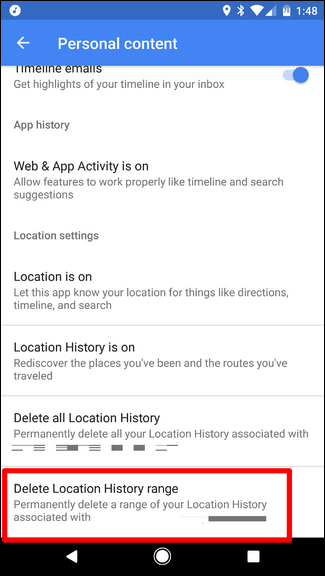 1:48
Personal content
Timeline emails
Get highlights of your timeline in your inbox
App history
Web & App Activity is on
Allow features to work properly like timeline and search
suggestions
Location settings
Location is on
Let this app know your location for things like directions,
timeline, and search
Location History is on
Rediscover the places you've been and the routes you've
traveled
Delete all Location History
Permanently delete all your Location History associated with
Delete Location History range
Permanently delete a range of your Location History
associated with